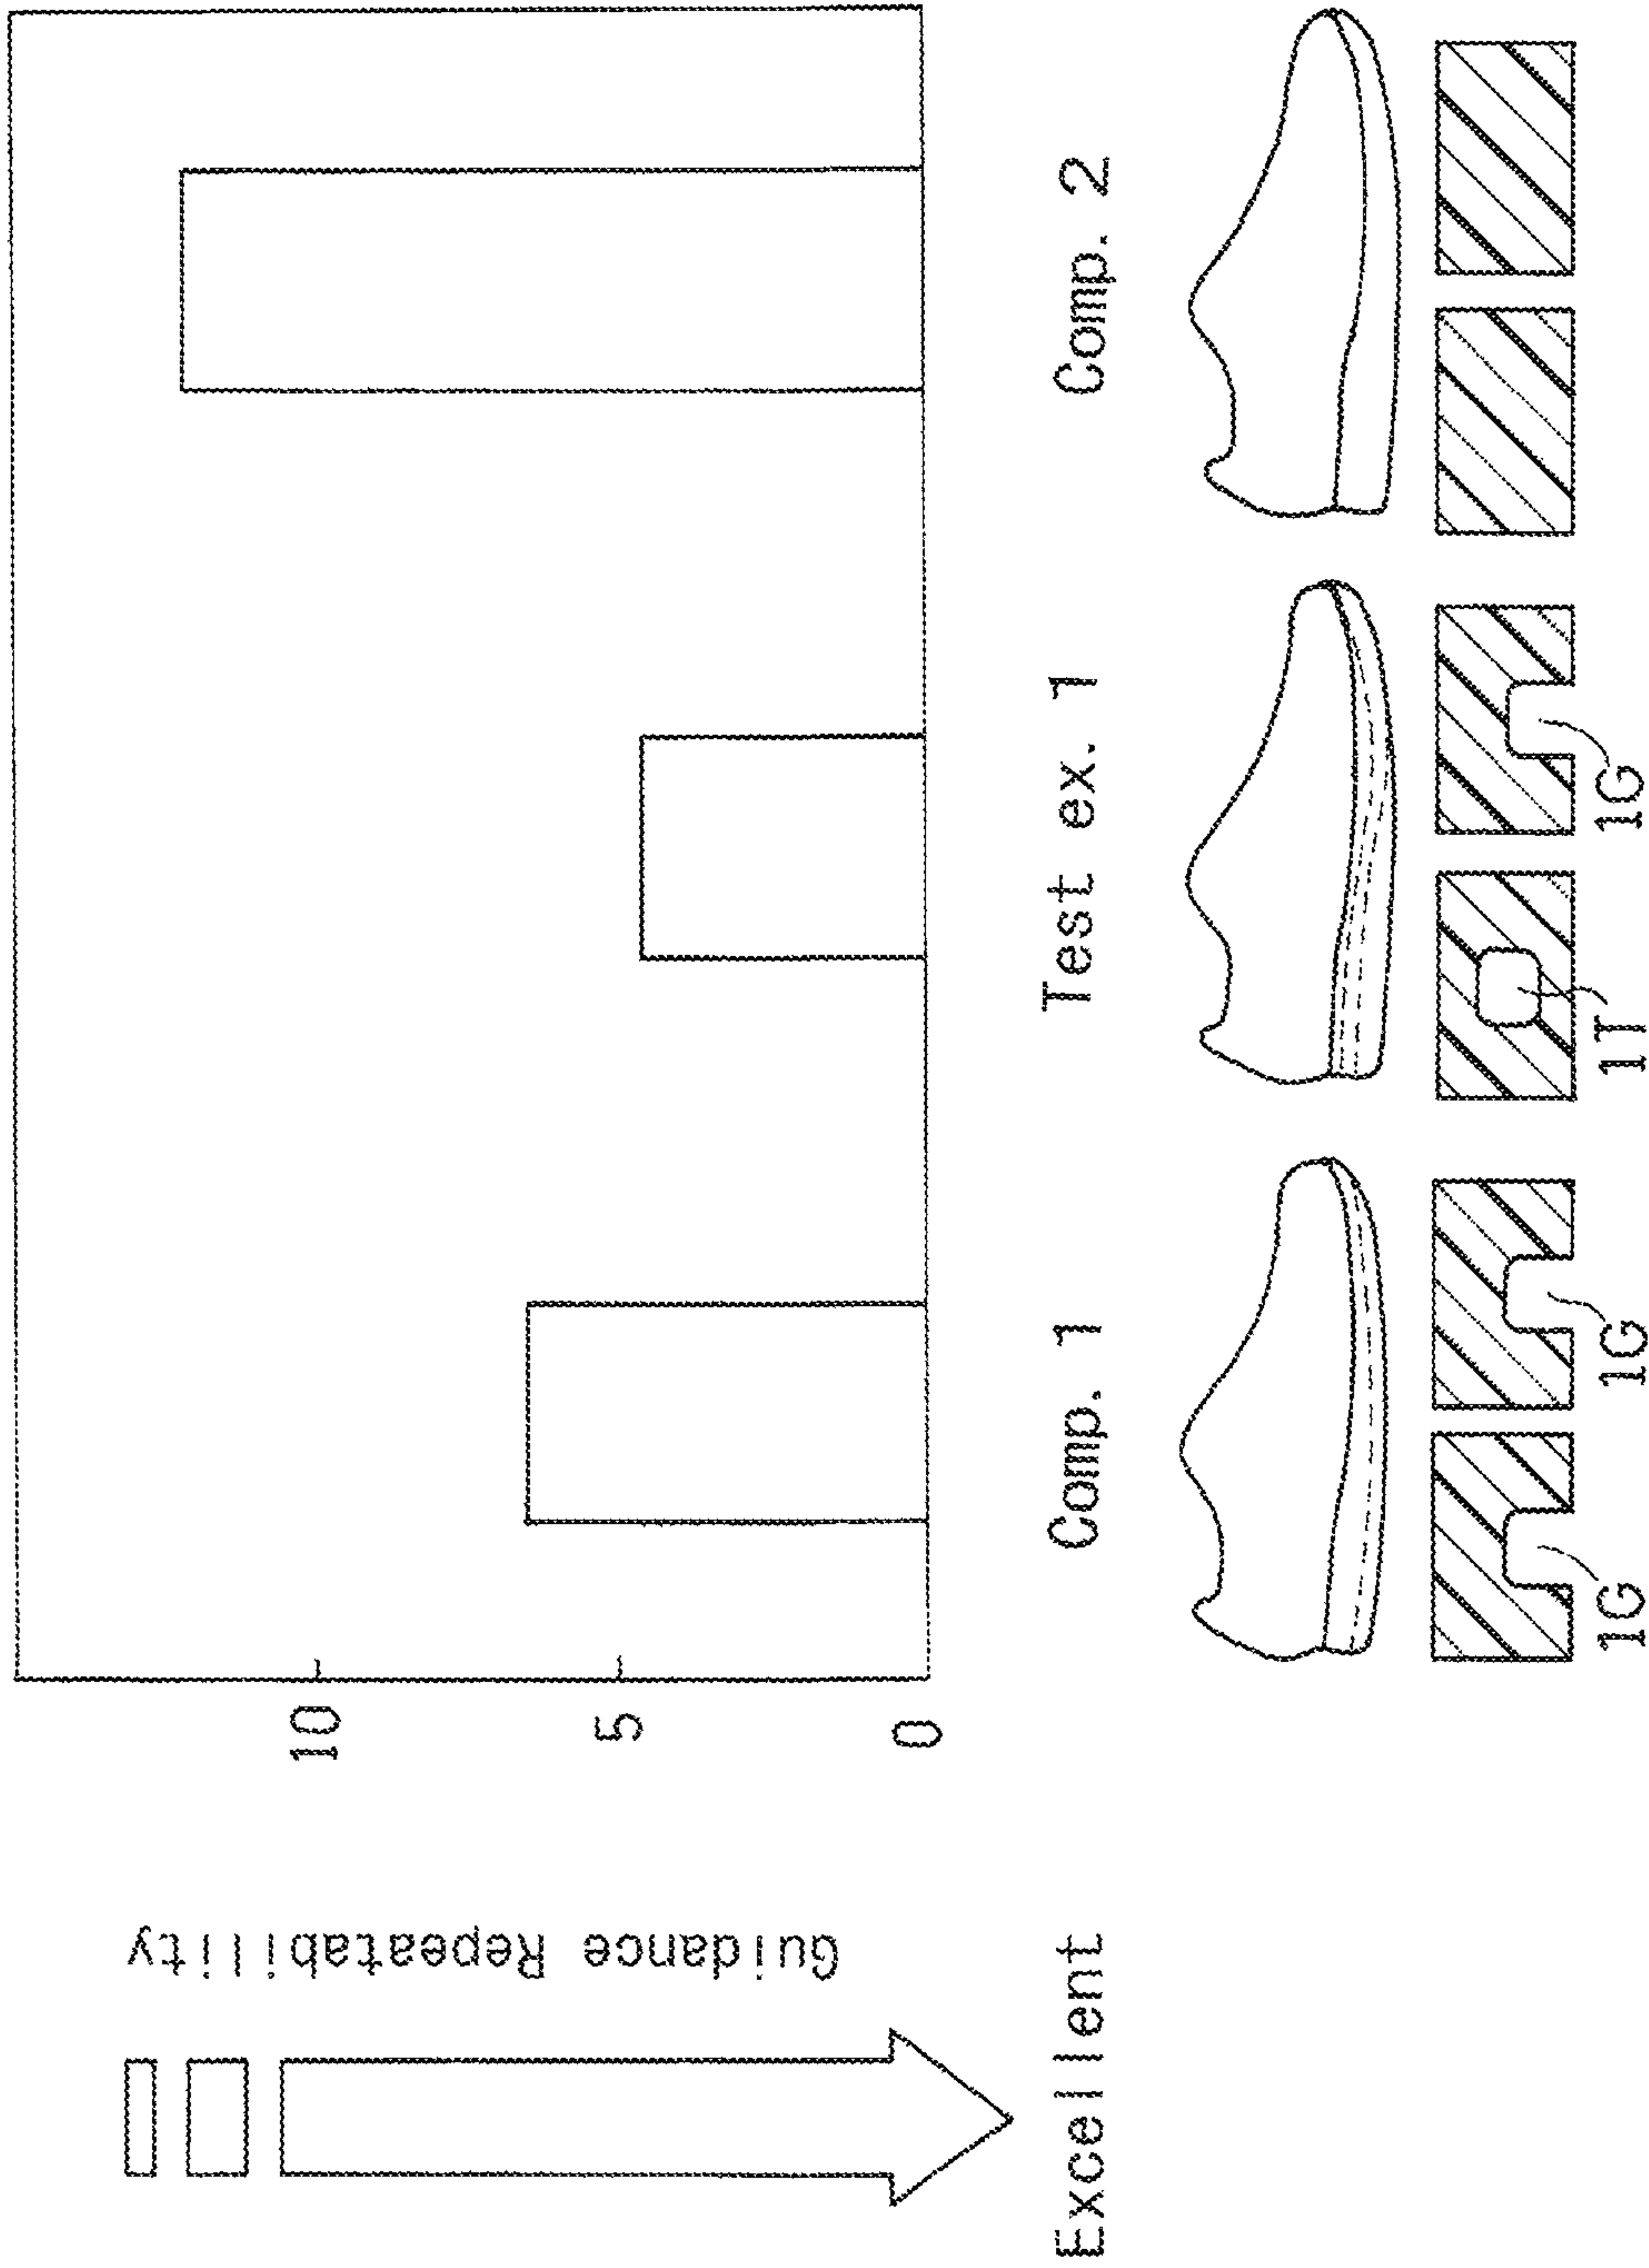 Guidance Repeatability
Excellent
10
5
0
Comp. 1
Test ex. 1
Comp. 2
1G
1G
1T
1G